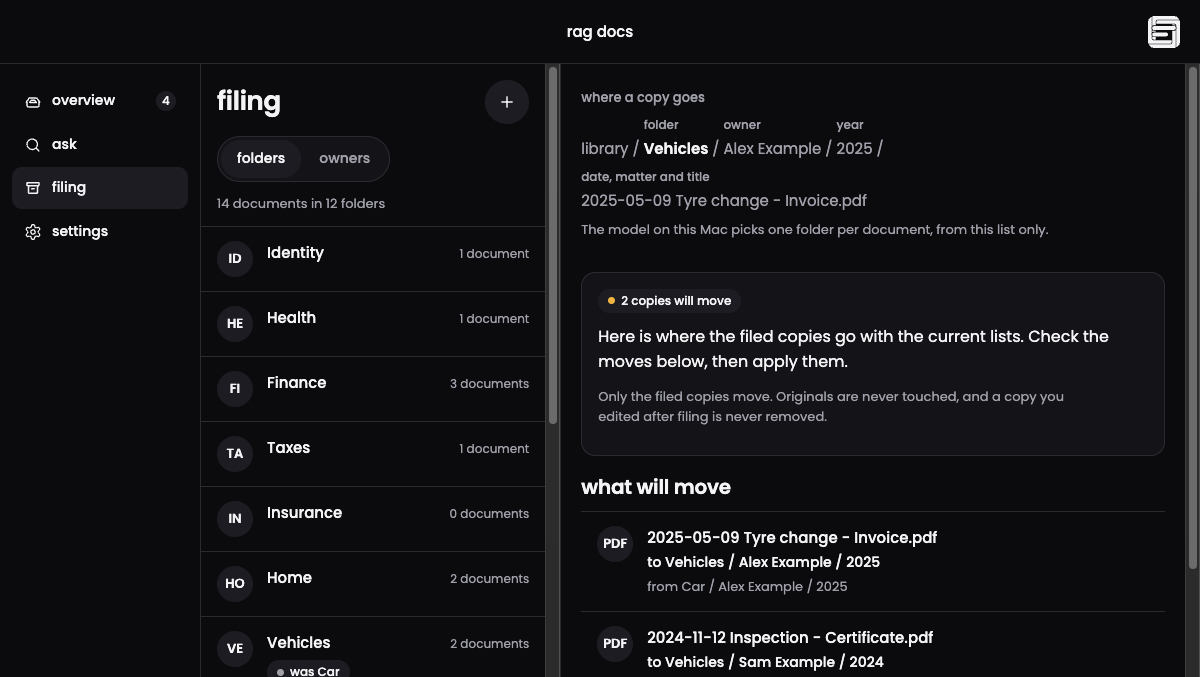 rag docs
overview 4
ask
filing
settings
filing
+
folders owners
14 documents in 12 folders
ID Identity 1 document
HE Health 1 document
FI Finance 3 documents
TA Taxes 1 document
IN Insurance 0 documents
HO Home 2 documents
VE Vehicles 2 documents
was Car
where a copy goes
folder owner year
library / Vehicles / Alex Example / 2025 /
date, matter and title
2025-05-09 Tyre change - Invoice.pdf
The model on this Mac picks one folder per document, from this list only.
2 copies will move
Here is where the filed copies go with the current lists. Check the
moves below, then apply them.
Only the filed copies move. Originals are never touched, and a copy you
edited after filing is never removed.
what will move
PDF 2025-05-09 Tyre change - Invoice.pdf
to Vehicles / Alex Example / 2025
from Car / Alex Example / 2025
PDF 2024-11-12 Inspection - Certificate.pdf
to Vehicles / Sam Example / 2024